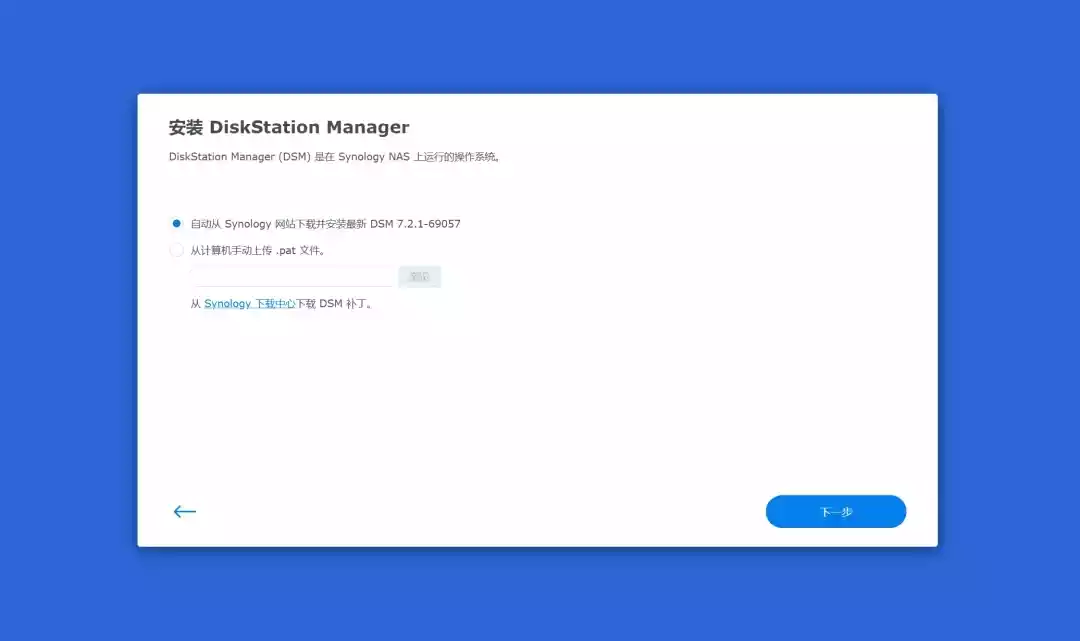 安装 DiskStation Manager
DiskStation Manager (DSM) 是在 Synology NAS 上运行的操作系统。
自动从 Synology 网站下载并安装最新 DSM 7.2.1-69057
从计算机手动上传 .pat 文件。
从 Synology 下载中心下载 DSM 补丁。
下一步